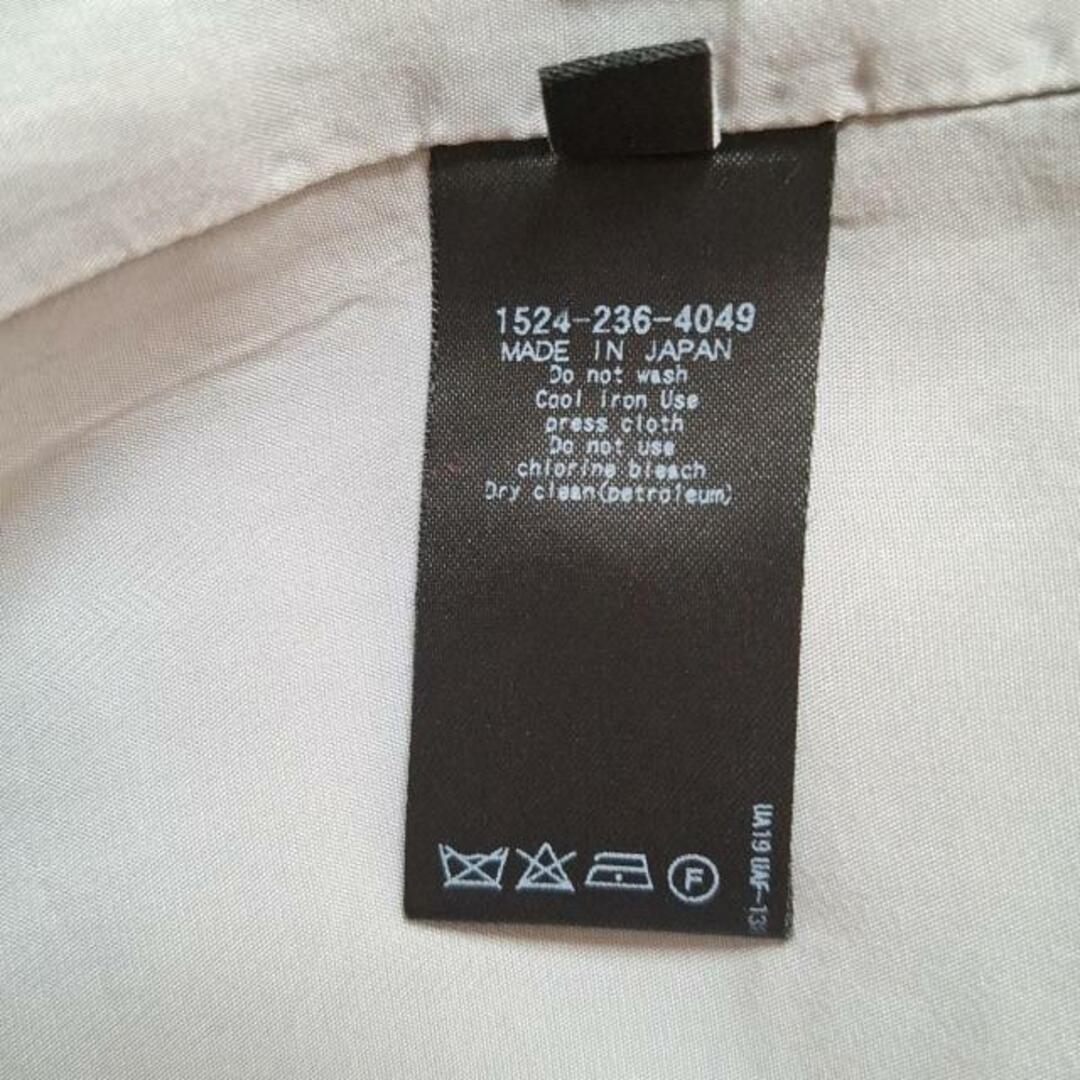 1524-236-4049
MADE IN JAPAN
Do not wash
Cool iron Use
press cloth
Do not use
chlorine bleach
Dry clean(petroleum)
F
UA19 UAF-13